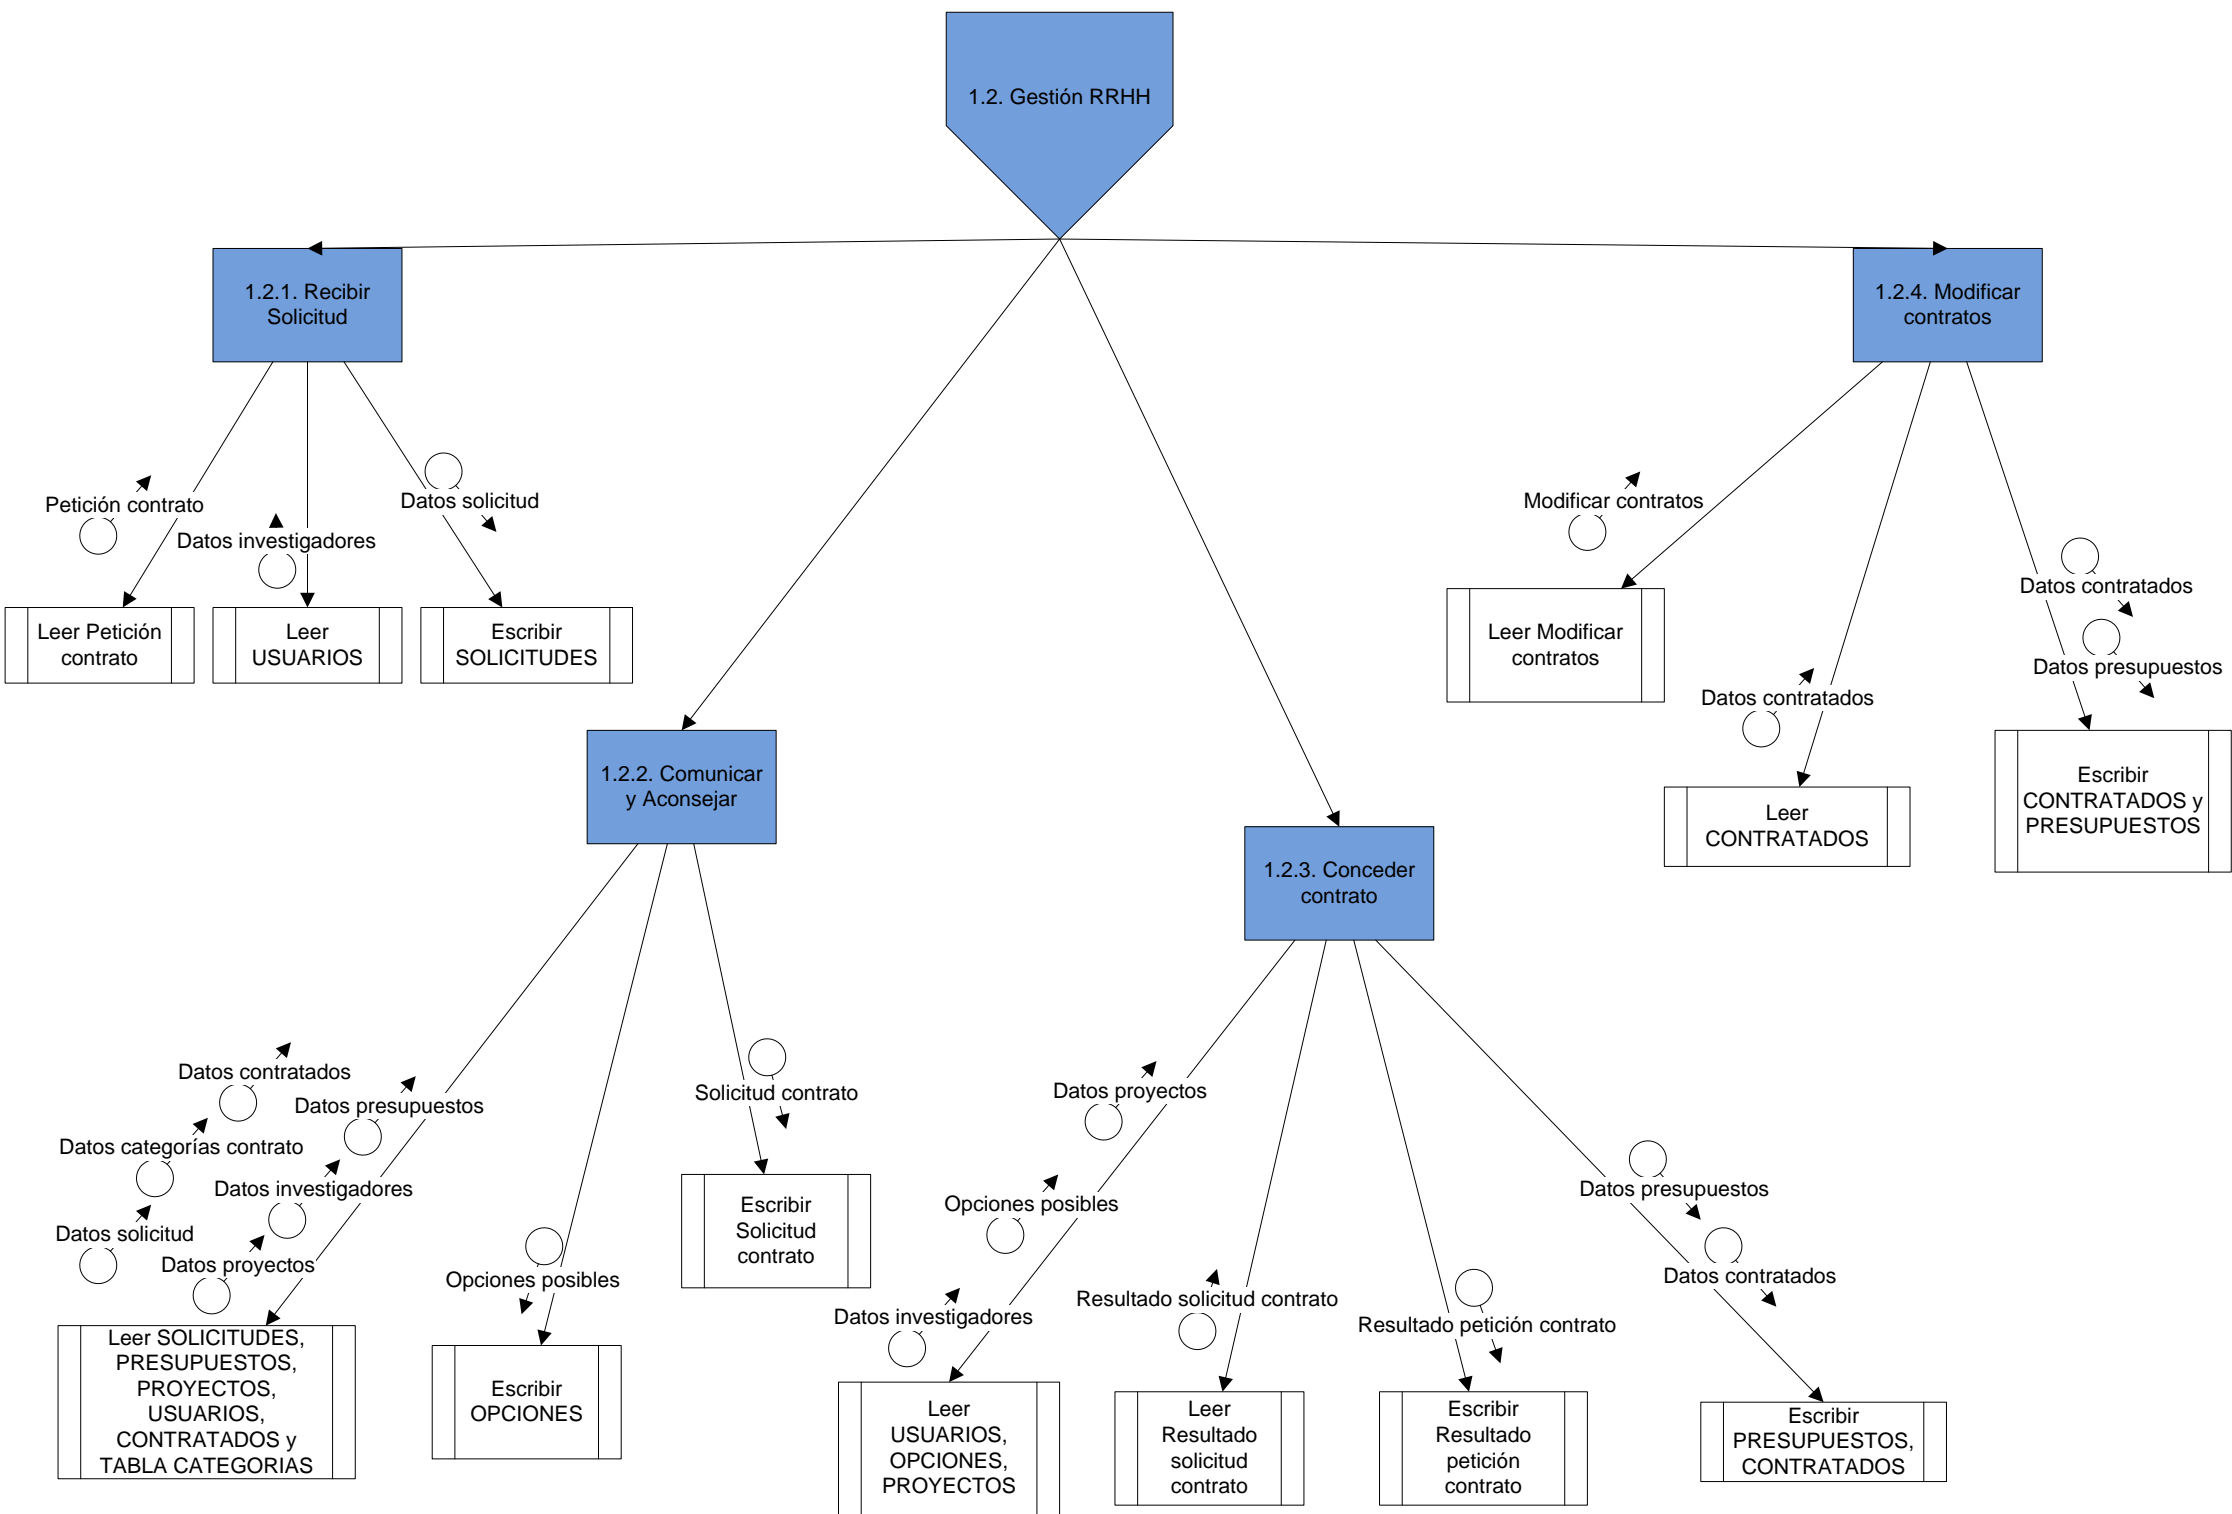 1.2. Gestión RRHH
1.2.1. Recibir
Solicitud
1.2.4. Modificar
contratos
Petición contrato
Datos investigadores
Datos solicitud
Modificar contratos
Datos contratados
Datos contratados
Datos presupuestos
Leer Petición
contrato
Leer
USUARIOS
Escribir
SOLICITUDES
Leer Modificar
contratos
Leer
CONTRATADOS
Escribir
CONTRATADOS y
PRESUPUESTOS
1.2.2. Comunicar
y Aconsejar
1.2.3. Conceder
contrato
Datos contratados
Datos presupuestos
Datos categorías contrato
Datos investigadores
Datos solicitud
Datos proyectos
Opciones posibles
Solicitud contrato
Leer SOLICITUDES,
PRESUPUESTOS,
PROYECTOS,
USUARIOS,
CONTRATADOS y
TABLA CATEGORIAS
Escribir
OPCIONES
Escribir
Solicitud
contrato
Datos proyectos
Opciones posibles
Datos investigadores
Resultado solicitud contrato
Resultado petición contrato
Datos presupuestos
Datos contratados
Leer
USUARIOS,
OPCIONES,
PROYECTOS
Leer
Resultado
solicitud
contrato
Escribir
Resultado
petición
contrato
Escribir
PRESUPUESTOS,
CONTRATADOS